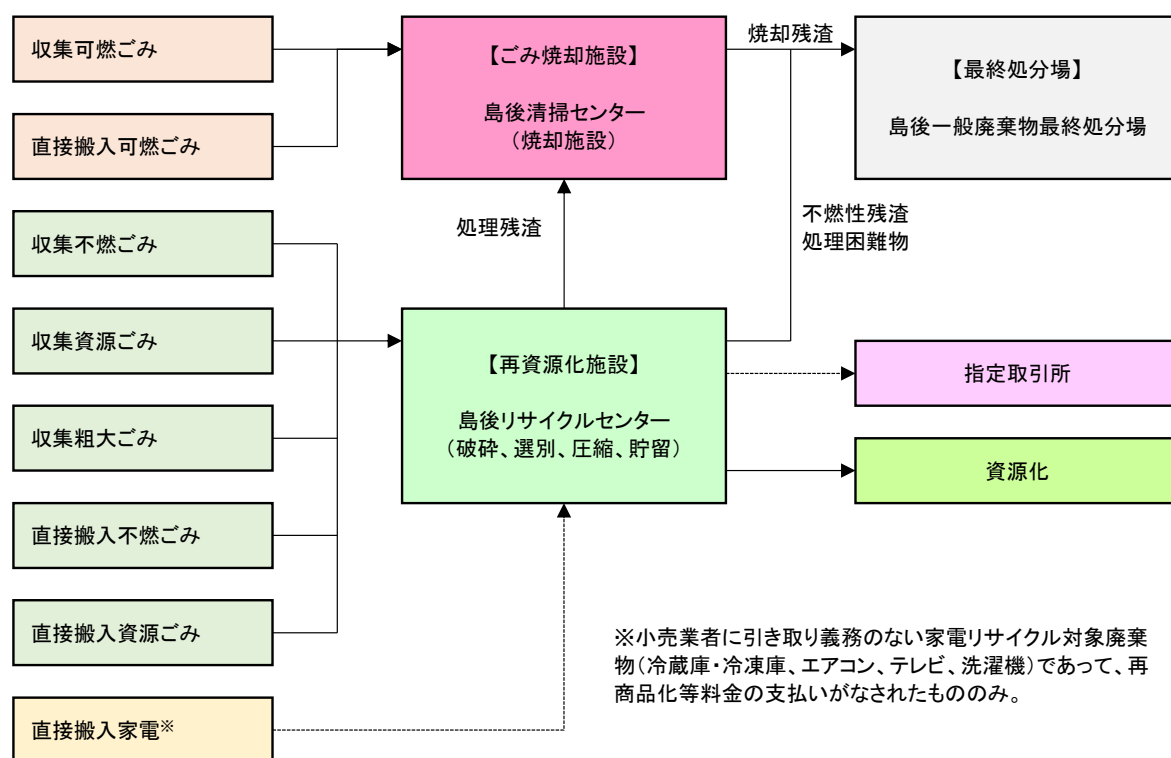 収集可燃ごみ
直接搬入可燃ごみ
収集不燃ごみ
収集資源ごみ
収集粗大ごみ
直接搬入不燃ごみ
直接搬入資源ごみ
直接搬入家電※
【ごみ焼却施設】
島後清掃センター
(焼却施設)
処理残渣
【再資源化施設】
島後リサイクルセンター
(破砕、選別、圧縮、貯留)
焼却残渣
不燃性残渣
処理困難物
【最終処分場】
島後一般廃棄物最終処分場
指定取引所
資源化
※小売業者に引き取り義務のない家電リサイクル対象廃棄
物(冷蔵庫・冷凍庫、エアコン、テレビ、洗濯機)であって、再
商品化等料金の支払いがなされたもののみ。